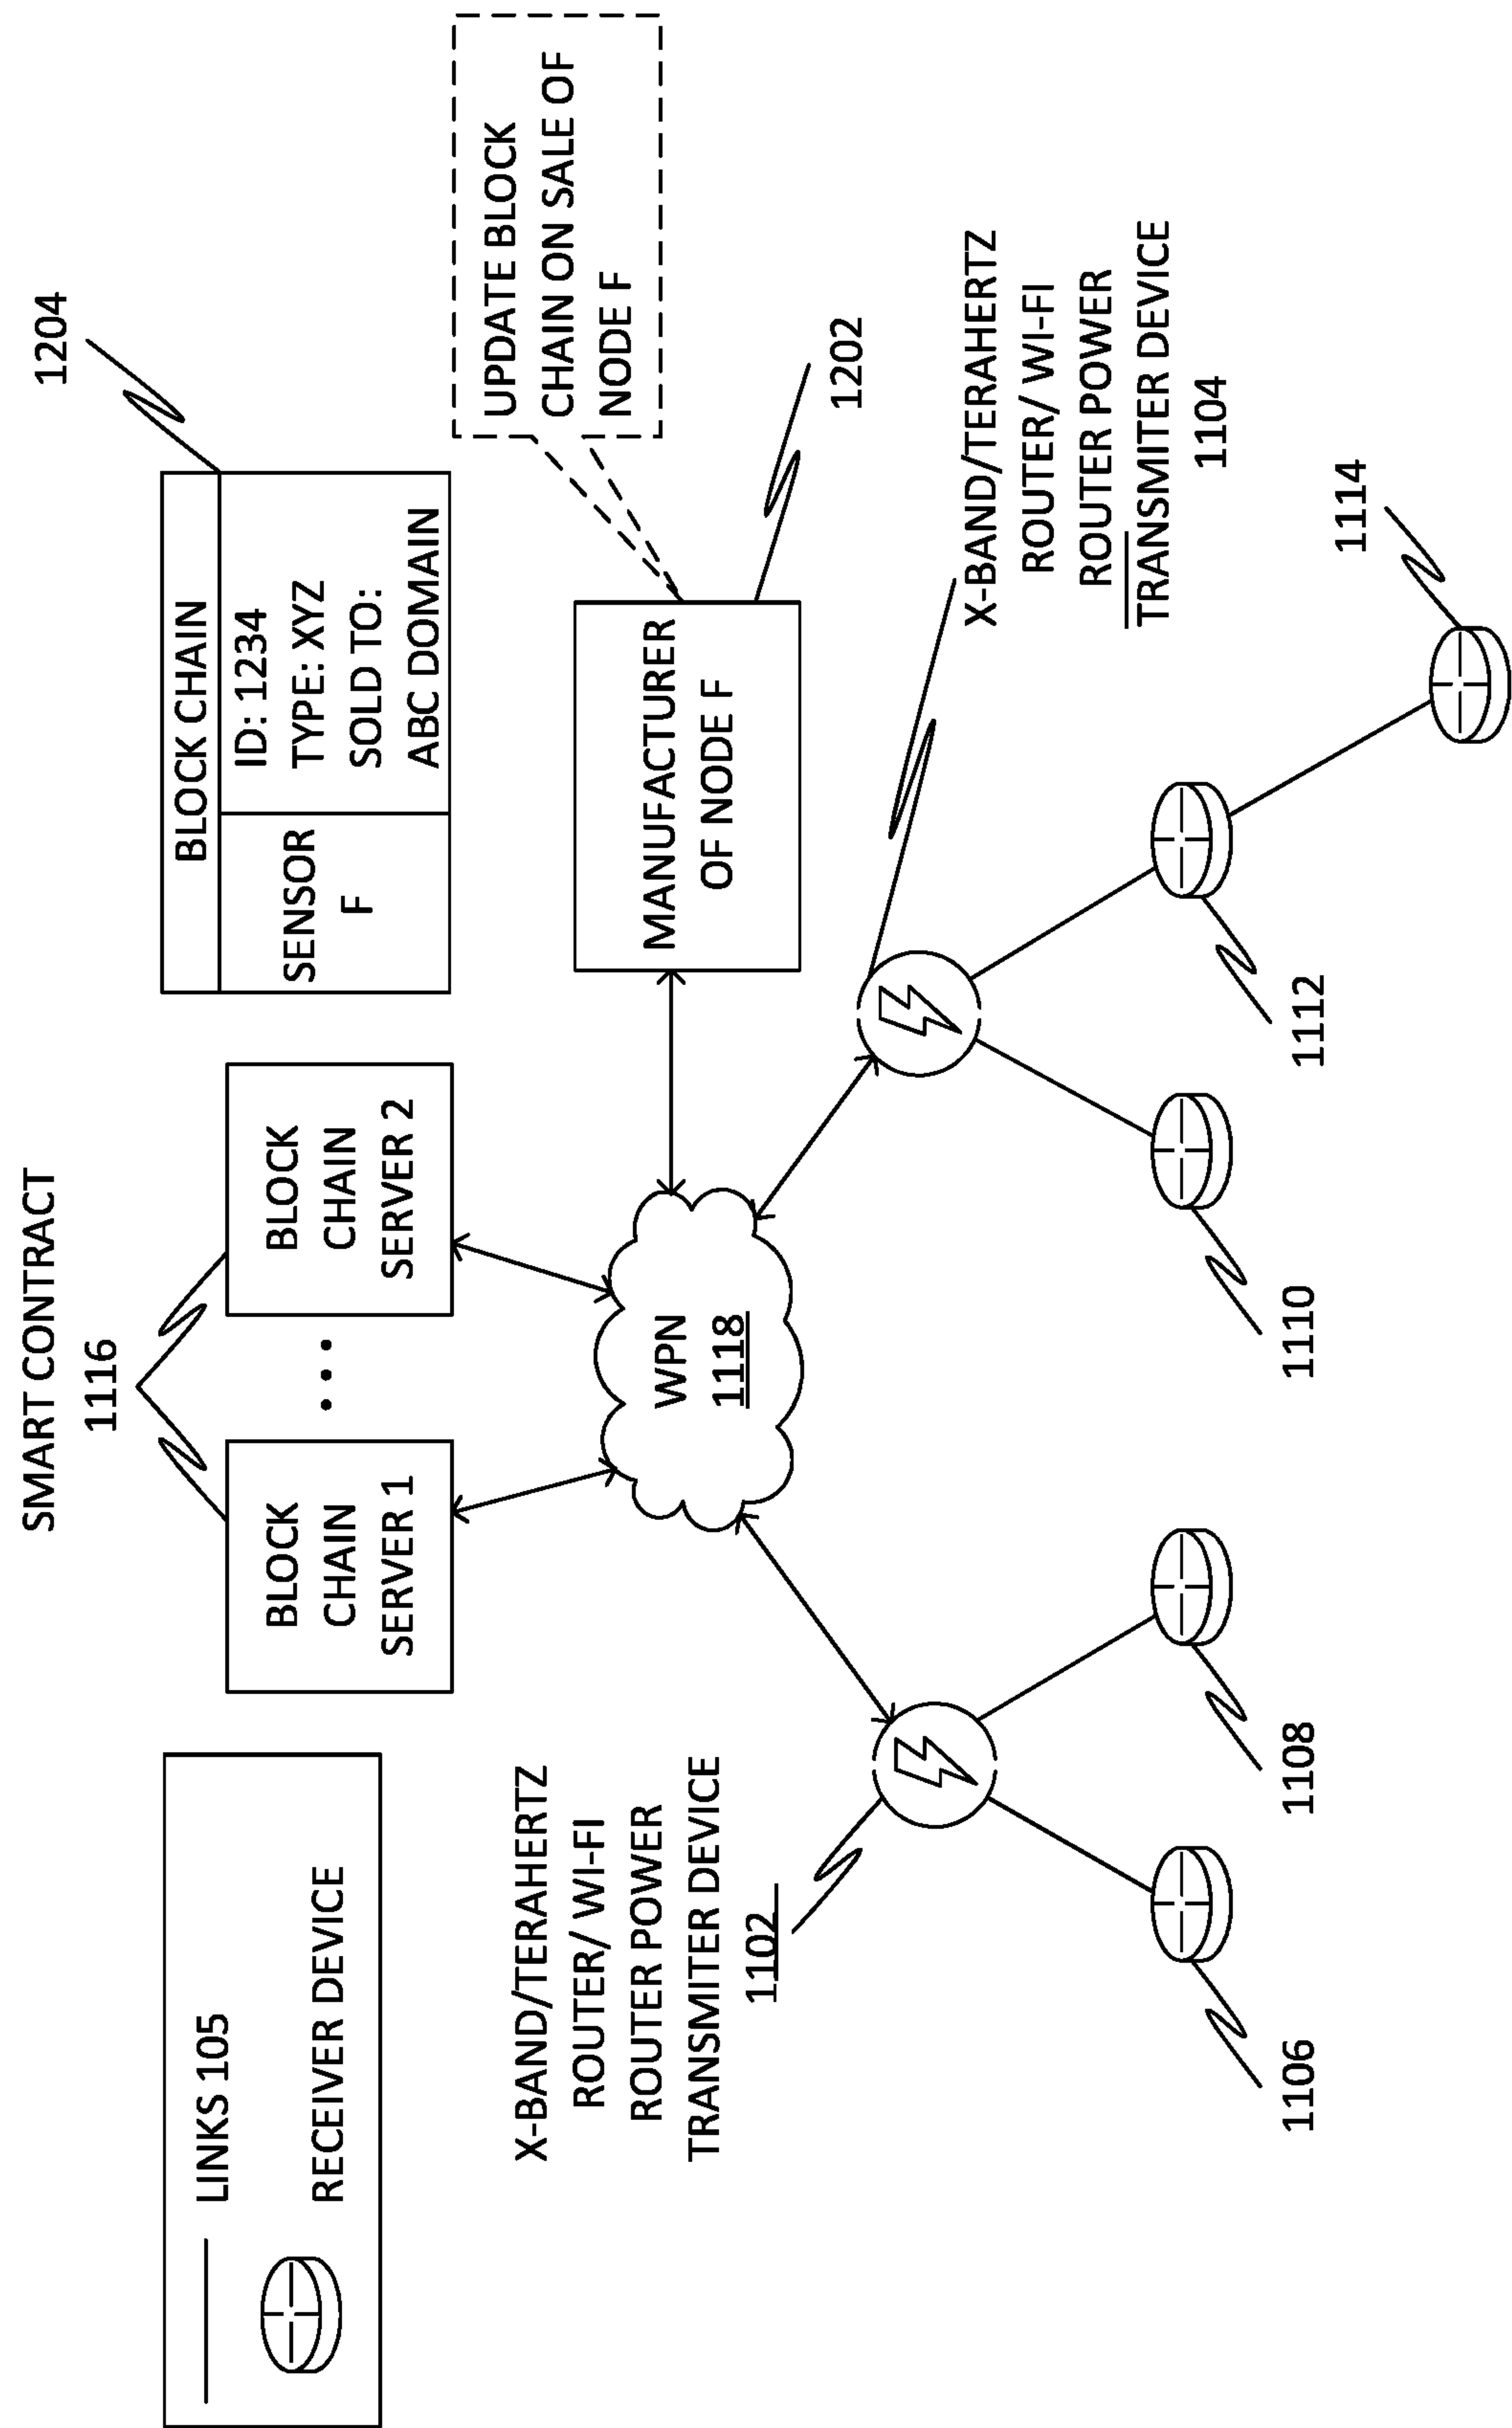 SMART CONTRACT
1116
LINKS 105
RECEIVER DEVICE
BLOCK
CHAIN
SERVER 1
BLOCK
CHAIN
SERVER 2
BLOCK CHAIN
SENSOR
F
ID: 1234
TYPE: XYZ
SOLD TO:
ABC DOMAIN
1204
UPDATE BLOCK
CHAIN ON SALE OF
NODE F
MANUFACTURER
OF NODE F
1202
WPN
1118
X-BAND/TERAHERTZ
ROUTER/ WI-FI
ROUTER POWER
TRANSMITER DEVICE
1102
X-BAND/TERAHERTZ
ROUTER/ WI-FI
ROUTER POWER
TRANSMITER DEVICE
1104
1106
1108
1110
1112
1114